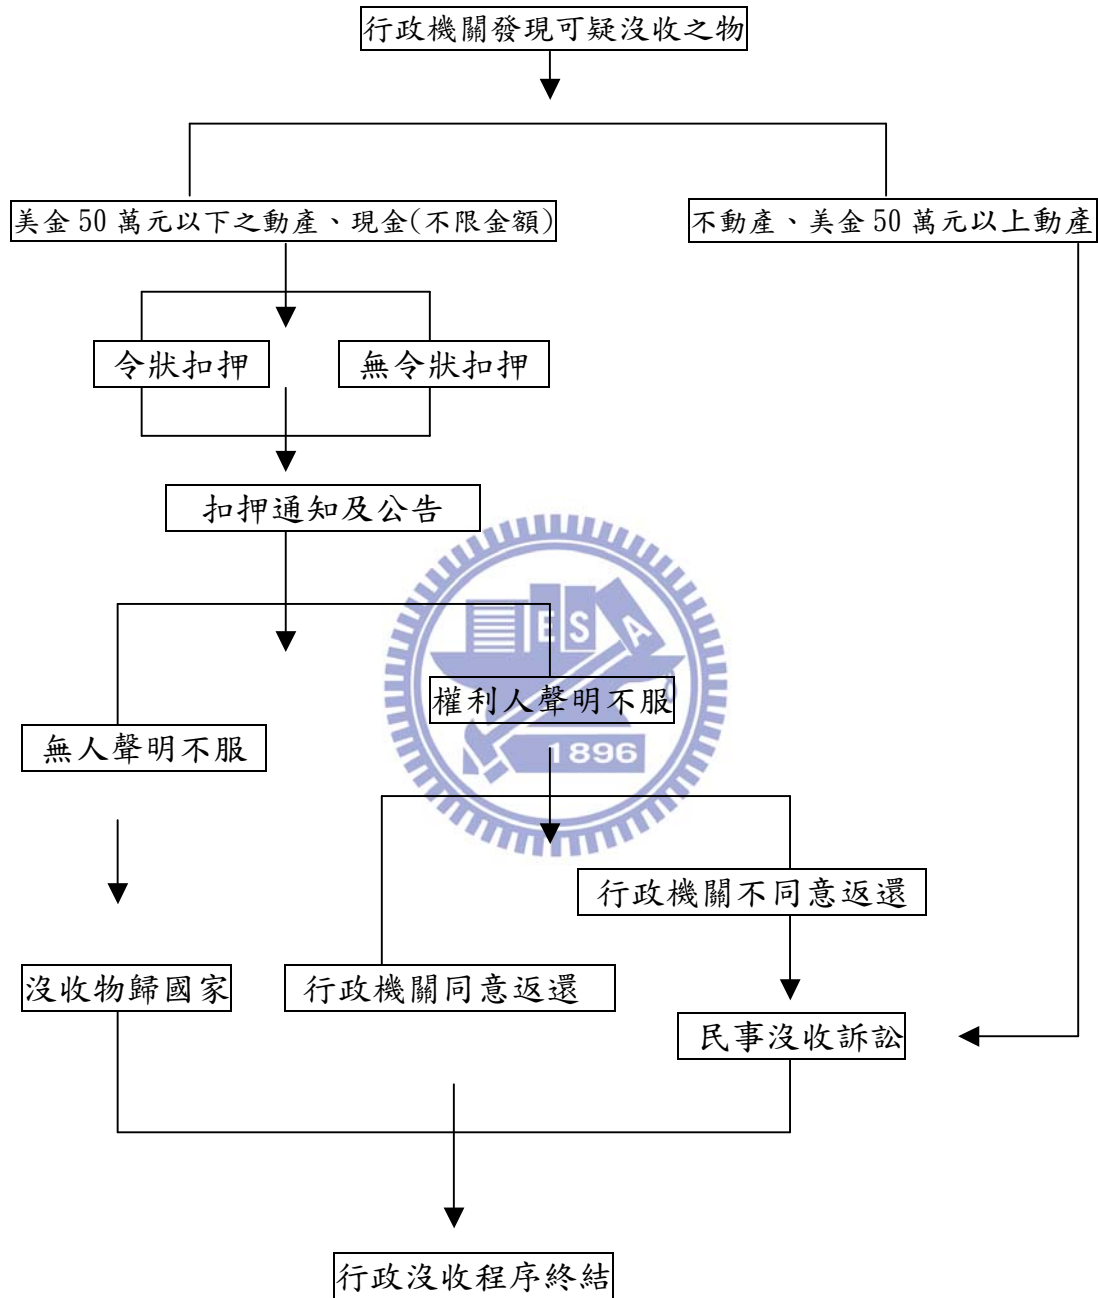 行政機關發現可疑沒收之物
美金 50 萬元以下之動產、現金(不限金額)
不動產、美金 50 萬元以上動產
令狀扣押
無令狀扣押
扣押通知及公告
E S A
權利人聲明不服
無人聲明不服
1896
行政機關不同意返還
沒收物歸國家
行政機關同意返還
民事沒收訴訟
行政沒收程序終結